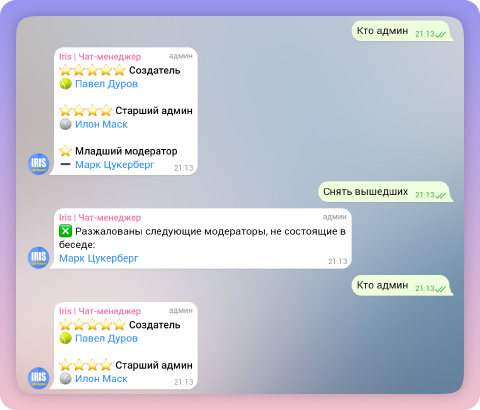 Кто админ 21:13
Iris | Чат-менеджер админ
Создатель
Павел Дуров
Старший админ
Илон Маск
Младший модератор
Марк Цукерберг
21:13
IRIS
Снять вышедших 21:13
Iris | Чат-менеджер админ
Разжалованы следующие модераторы, не состоящие в
беседе:
Марк Цукерберг
21:13
IRIS
Кто админ 21:13
Iris | Чат-менеджер админ
Создатель
Павел Дуров
Старший админ
Илон Маск
21:13
IRIS